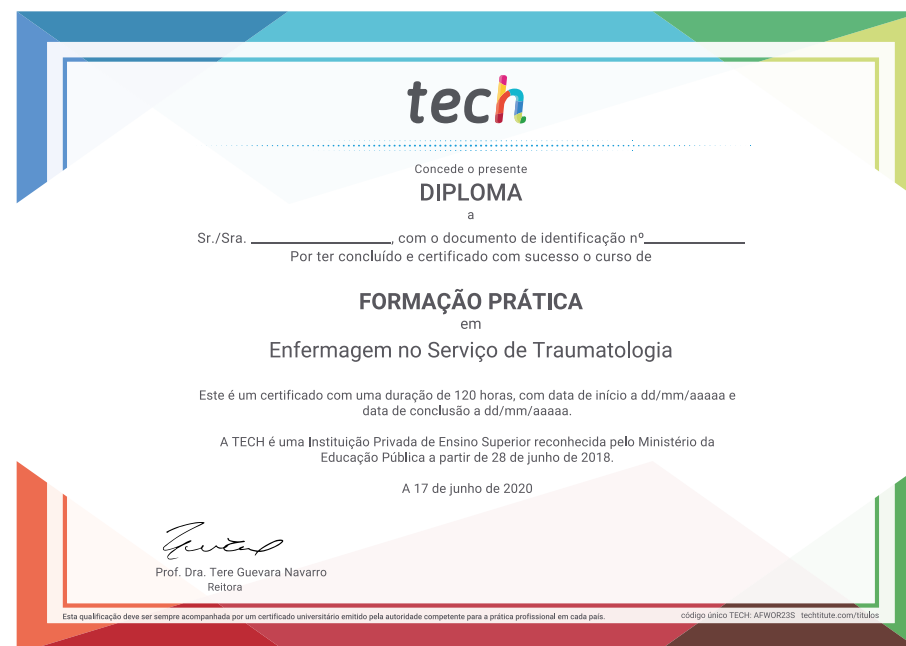 tech
Concede o presente
DIPLOMA
a
Sr./Sra. ____________________, com o documento de identificação nº______________
Por ter concluído e certificado com sucesso o curso de
FORMAÇÃO PRÁTICA
em
Enfermagem no Serviço de Traumatologia
Este é um certificado com uma duração de 120 horas, com data de início a dd/mm/aaaaa e
data de conclusão a dd/mm/aaaaa.
A TECH é uma Instituição Privada de Ensino Superior reconhecida pelo Ministério da
Educação Pública a partir de 28 de junho de 2018.
A 17 de junho de 2020
Prof. Dra. Tere Guevara Navarro
Reitora
Esta qualificação deve ser sempre acompanhada por um certificado universitário emitido pela autoridade competente para a prática profissional em cada país.
código único TECH: AFWOR23S techtitute.com/titulos